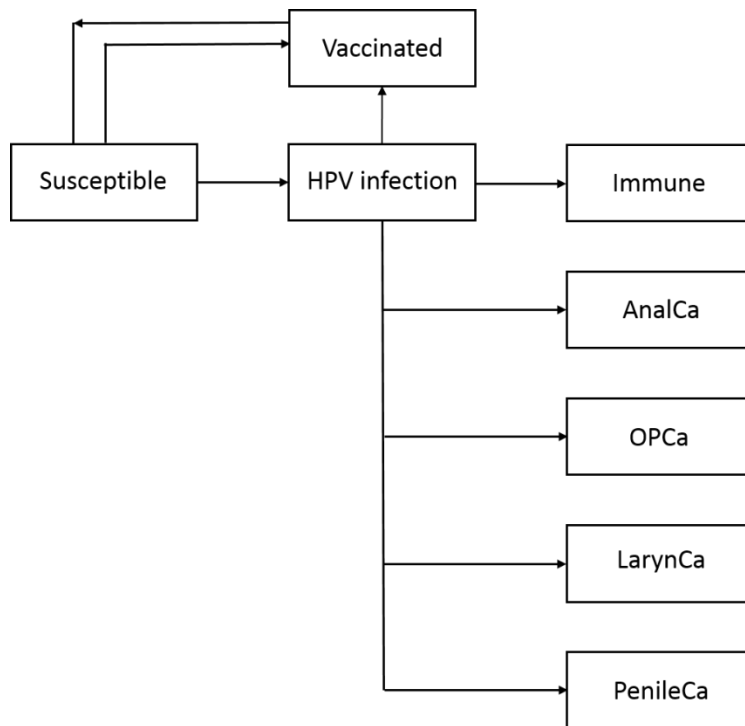 Vaccinated
Susceptible
HPV infection
Immune
AnalCa
OPCa
LarynCa
PenileCa